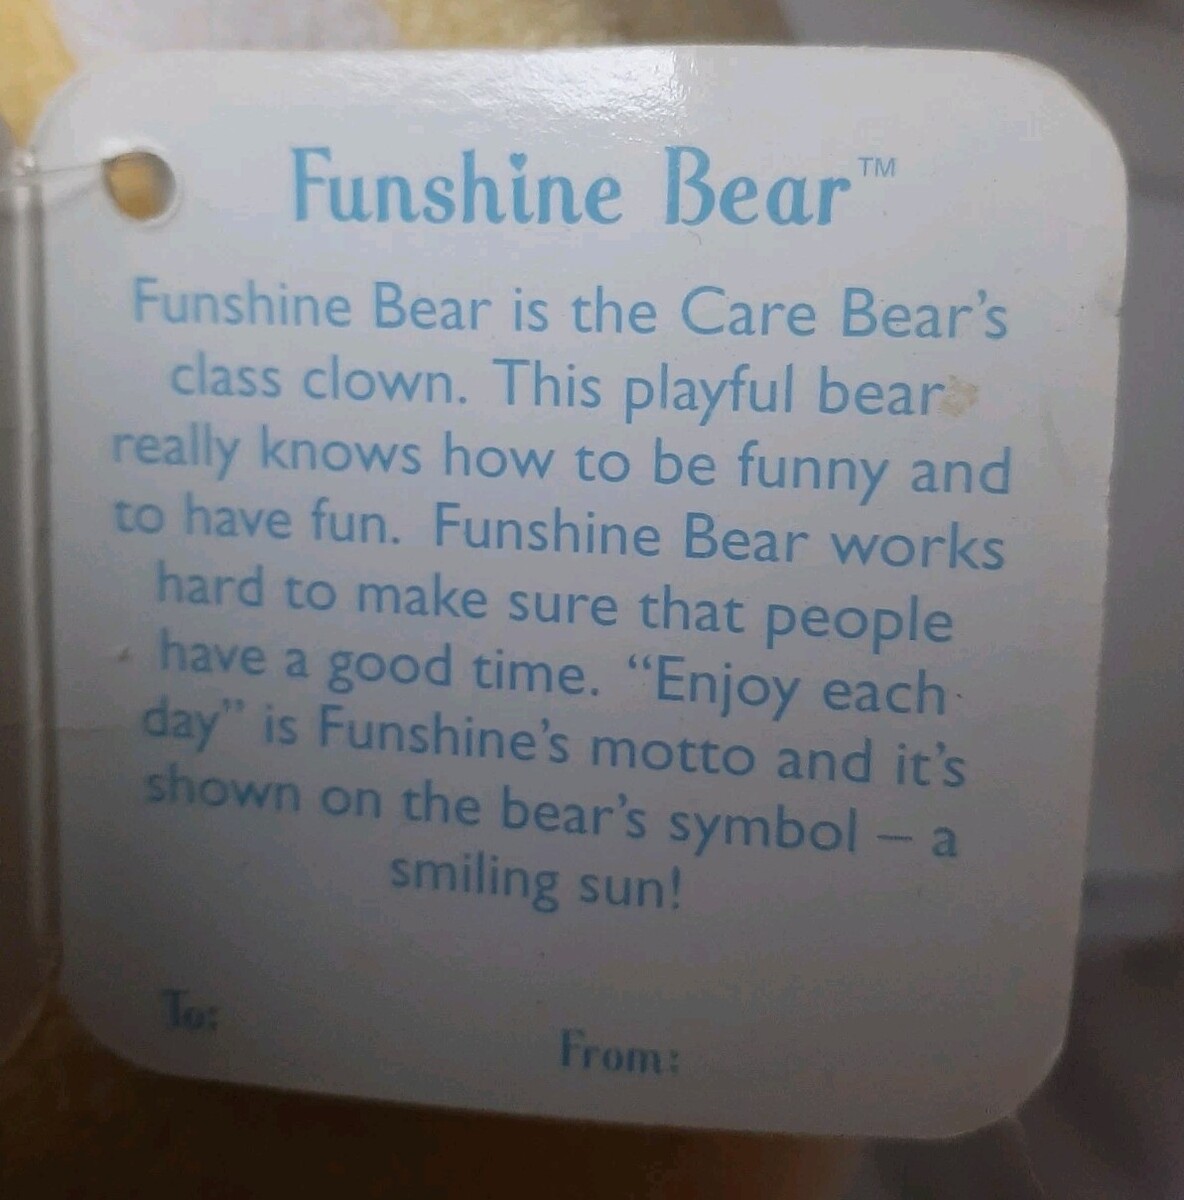 Funshine Bear™
Funshine Bear is the Care Bear's
class clown. This playful bear
really knows how to be funny and
to have fun. Funshine Bear works
hard to make sure that people
have a good time. “Enjoy each
day” is Funshine's motto and it's
shown on the bear's symbol – a
smiling sun!
To:
From: